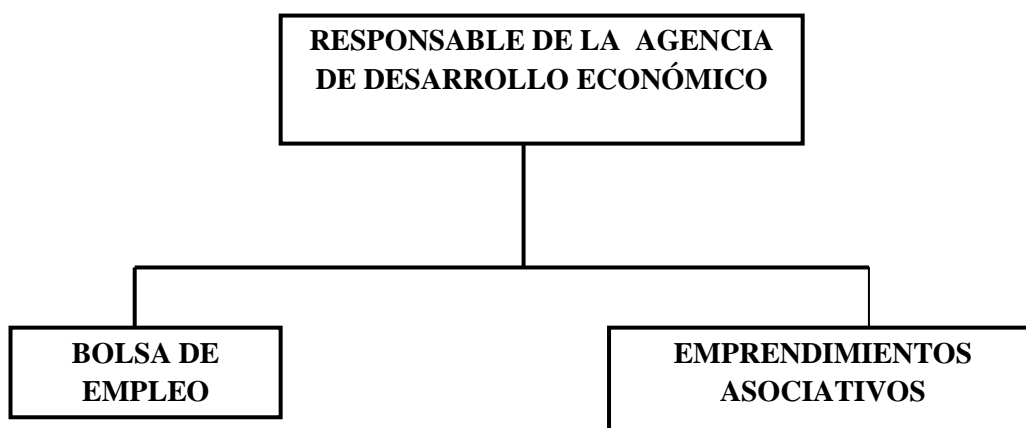 RESPONSABLE DE LA AGENCIA
DE DESARROLLO ECONÓMICO
BOLSA DE
EMPLEO
EMPRENDIMIENTOS
ASOCIATIVOS